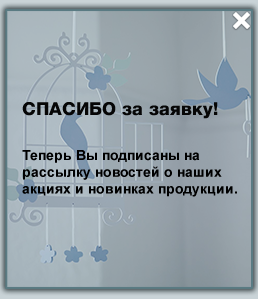 СПАСИБО за заявку!
Теперь Вы подписаны на
рассылку новостей о наших
акциях и новинках продукции.